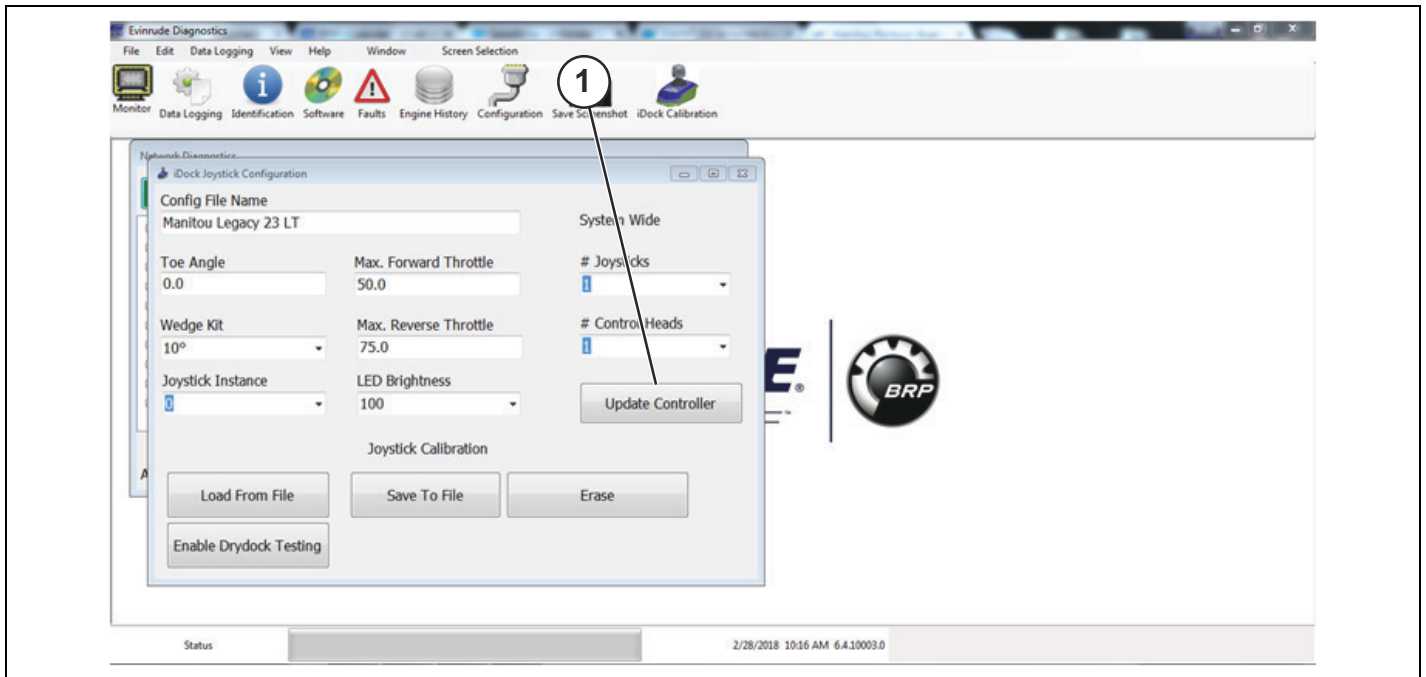 Evinrude Diagnostics
File Edit Data Logging View Help Window Screen Selection
1
Monitor Data Logging Identification Software Faults Engine History Configuration Save Screenshot iDock Calibration
Network Diagnostics
iDock Joystick Configuration
Config File Name
Manitou Legacy 23 LT
System Wide
Toe Angle Max. Forward Throttle # Joysticks
0.0 50.0 1
Wedge Kit Max. Reverse Throttle # Control Heads
10° 75.0 1
Joystick Instance LED Brightness
0 100 Update Controller
E.®
BRP
Joystick Calibration
A
Load From File Save To File Erase
Enable Drydock Testing
Status 2/28/2018 10:16 AM 6.4.10003.0